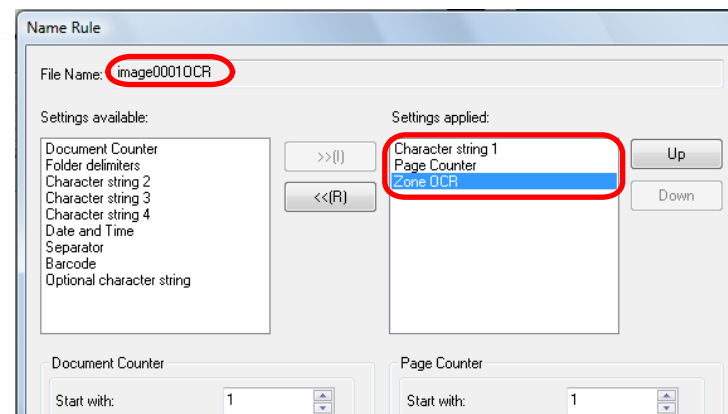 Name Rule
File Name: image0001OCR
Settings available:
Document Counter
Folder delimiters
Character string 2
Character string 3
Character string 4
Date and Time
Separator
Barcode
Optional character string
>>(I)
<<(R)
Settings applied:
Character string 1
Page Counter
Zone OCR
Up
Down
Document Counter
Start with: 1
Page Counter
Start with: 1